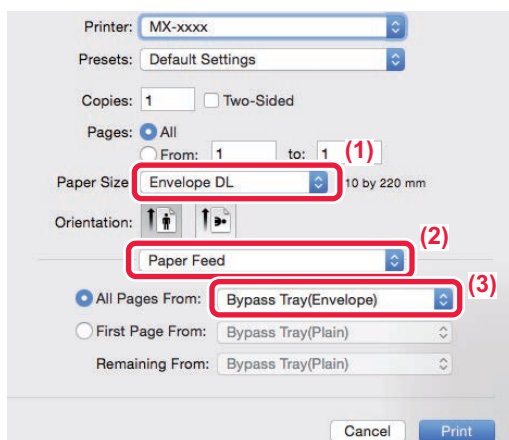 Printer: MX-xxxx
Presets: Default Settings
Copies: 1 Two-Sided
Pages: All
From: 1 to: 1 (1)
Paper Size Envelope DL 10 by 220 mm
Orientation:
(2)
Paper Feed
(3)
All Pages From: Bypass Tray(Envelope)
First Page From: Bypass Tray(Plain)
Remaining From: Bypass Tray(Plain)
Cancel Print